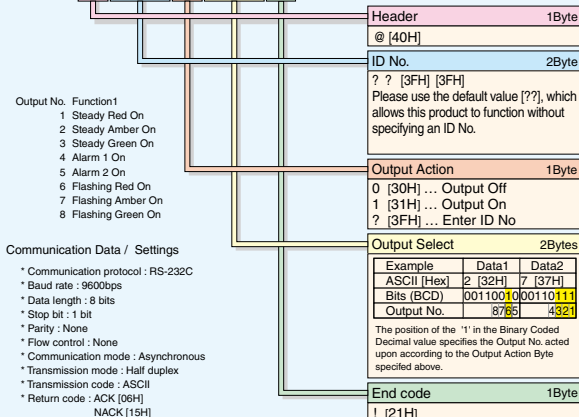 Header 1Byte
@ [40H]
ID No. 2Byte
? ? [3FH] [3FH]
Please use the default value [??], which
allows this product to function without
specifying an ID No.
Output No. Function1
1 Steady Red On
2 Steady Amber On
3 Steady Green On
4 Alarm 1 On
5 Alarm 2 On
6 Flashing Red On
7 Flashing Amber On
8 Flashing Green On
Output Action 1Byte
0 [30H] ... Output Off
1 [31H] ... Output On
? [3FH] ... Enter ID No
Output Select 2Bytes
Example Data1 Data2
ASCII [Hex] 2 [32H] 7 [37H]
Bits (BCD) 00110010 00110111
Output No. 8765 4321
The position of the '1' in the Binary Coded
Decimal value specifies the Output No. acted
upon according to the Output Action Byte
specifed above.
Communication Data / Settings
* Communication protocol : RS-232C
* Baud rate : 9600bps
* Data length : 8 bits
* Stop bit : 1 bit
* Parity : None
* Flow control : None
* Communication mode : Asynchronous
* Transmission mode : Half duplex
* Transmission code : ASCII
* Return code : ACK [06H]
NACK [15H]
End code 1Byte
! [21H]